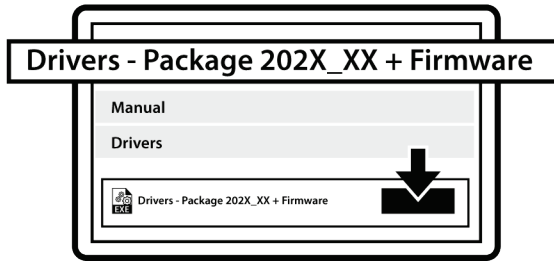 Drivers - Package 202X_XX + Firmware
Manual
Drivers
EXE Drivers - Package 202X_XX + Firmware